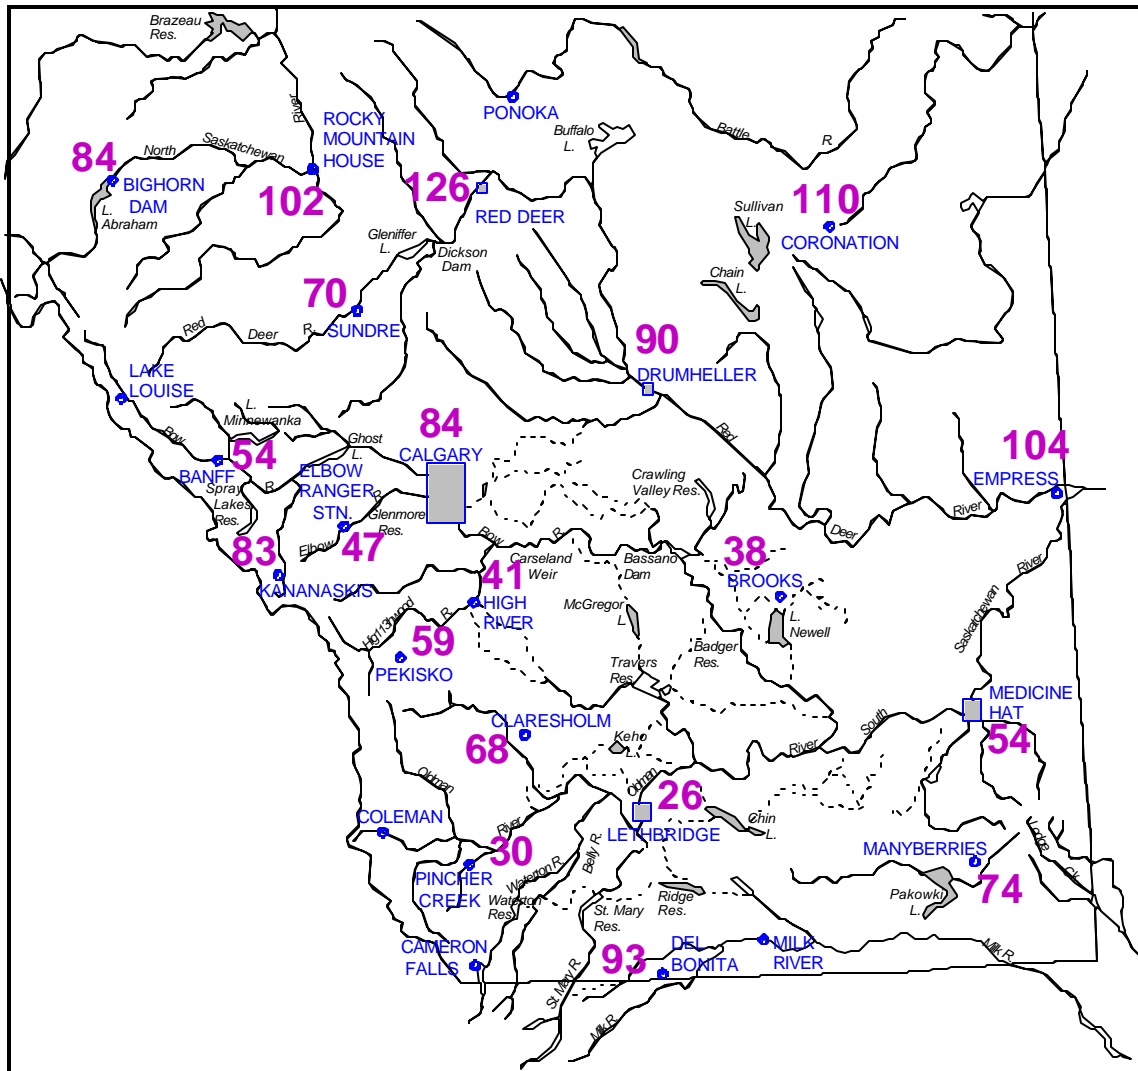 Brazeau
Res.
River
ROCKY
MOUNTAIN
HOUSE
PONOKA
Buffalo
L.
Battle
R.
84
North
Saskatchewan
BIGHORN
DAM
L.
Abraham
102
126
RED DEER
110
Sullivan
L.
CORONATION
Gleniffer
L.
Dickson
Dam
Chain
L.
70
SUNDRE
Red
Deer
R.
90
DRUMHELLER
LAKE
LOUISE
L.
Minnewanka
Bow
Ghost
L.
84
CALGARY
Red
104
EMPRESS
54
BANFF
R.
Spray
Lakes
Res.
ELBOW
RANGER
STN.
R.
Glenmore
Res.
Elbow
47
Crawling
Valley Res.
River
Deer
Bow
R.
Carseland
Weir
Bassano
Dam
38
BROOKS
83
KANANASKIS
41
HIGH
RIVER
McGregor
L.
L.
Newell
River
Saskatchewan
Hig113hwood
R.
59
PEKISKO
Badger
Res.
Travers
Res.
MEDICINE
HAT
54
CLARESHOLM
68
Keho
L.
River
South
Oldman
Oldman
26
LETHBRIDGE
Chin
L.
COLEMAN
River
30
PINCHER
CREEK
Waterton R.
Waterton
Res.
Belly R.
MANYBERRIES
74
Pakowki
L.
Lodge
Ck.
Ridge
Res.
St. Mary
Res.
CAMERON
FALLS
93
DEL
BONITA
MILK
RIVER
Milk R.
St. Mary R.
Milk R.